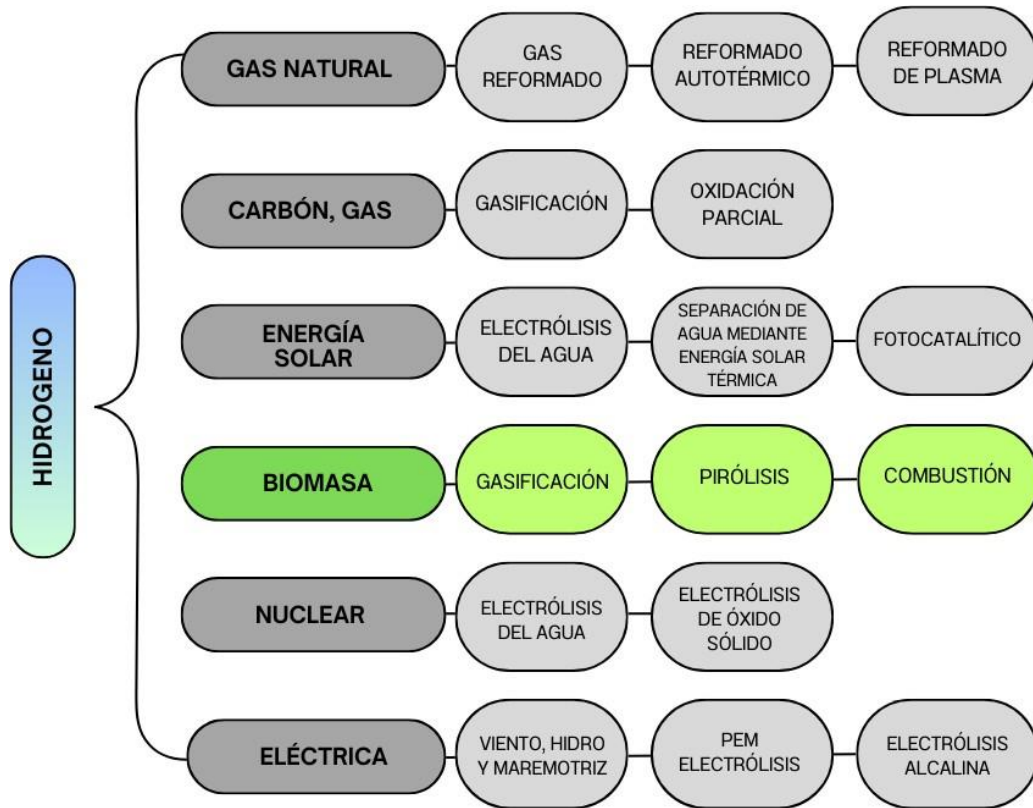 HIDROGENO
GAS NATURAL
GAS
REFORMADO
REFORMADO
AUTOTÉRMICO
REFORMADO
DE PLASMA
CARBÓN, GAS
GASIFICACIÓN
OXIDACIÓN
PARCIAL
ENERGÍA
SOLAR
ELECTRÓLISIS
DEL AGUA
SEPARACIÓN DE
AGUA MEDIANTE
ENERGÍA SOLAR
TÉRMICA
FOTOCATALÍTICO
BIOMASA
GASIFICACIÓN
PIRÓLISIS
COMBUSTIÓN
NUCLEAR
ELECTRÓLISIS
DEL AGUA
ELECTRÓLISIS
DE ÓXIDO
SÓLIDO
ELÉCTRICA
VIENTO, HIDRO
Y MAREMOTRIZ
PEM
ELECTRÓLISIS
ELECTRÓLISIS
ALCALINA